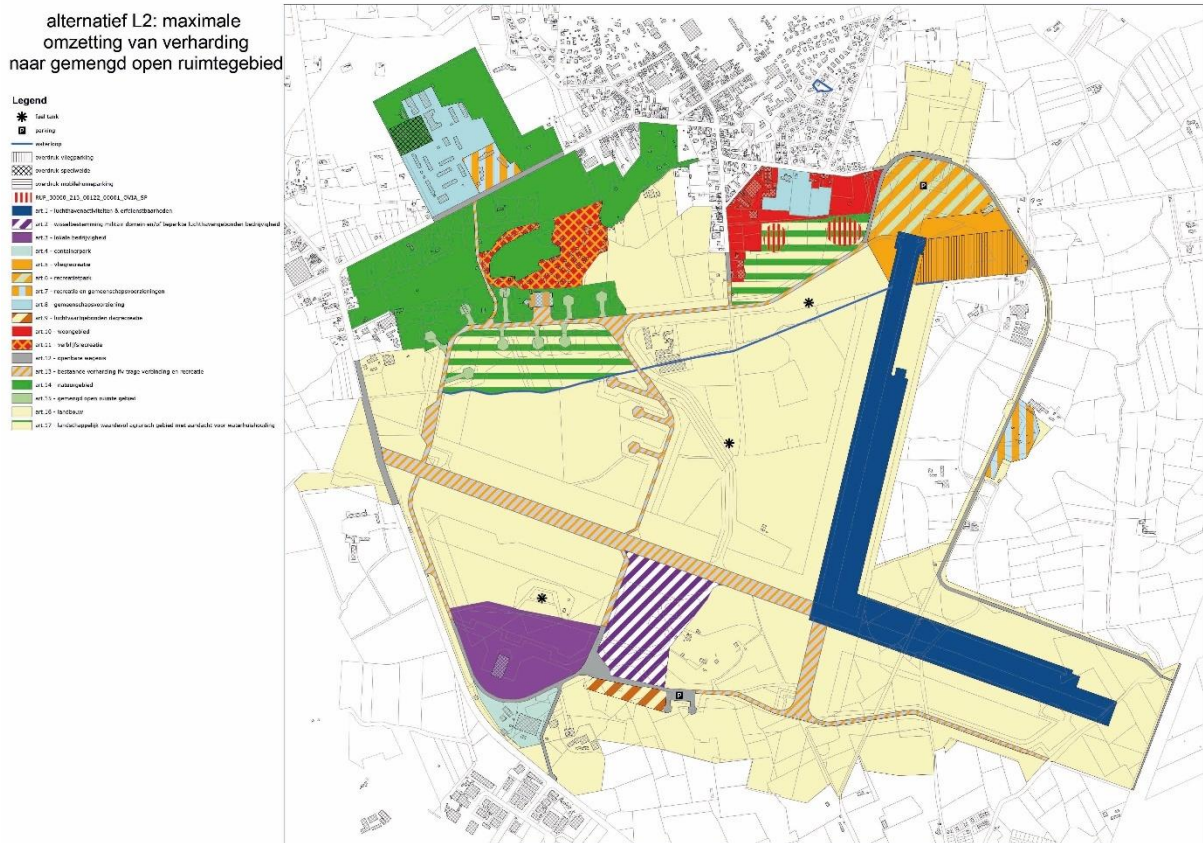 alternatief L2: maximale
omzetting van verharding
naar gemengd open ruimtegebied
Legend
fuel tank
P parking
waterloop
overdruk vliegparking
overdruk speelweide
overdruk mobilehomeparking
art.1 - luchthavenactiviteiten & erfdienstbaarheden
art.2 - wisselbestemming militair domein en/of beperkte luchthavengebonden bedrijvigheid
art.3 - lokale bedrijvigheid
art.4 - containerpark
art.5 - vliegrecreatie
art.6 - recreatiepark
art.7 - recreatie en gemeenschapsvoorzieningen
art.8 - gemeenschapsvoorziening
art.9 - luchtvaartgebonden dagrecreatie
art.10 - woongebied
art.11 - verblijfsrecreatie
art.12 - openbare wegenis
art.13 - bestaande verharding ifv trage verbinding en recreatie
art.14 - natuurgebied
art.15 - gemengd open ruimte gebied
art.16 - landbouw
art.17 - landschappelijk waardevol agrarisch gebied met aandacht voor waterhuishouding
P
P